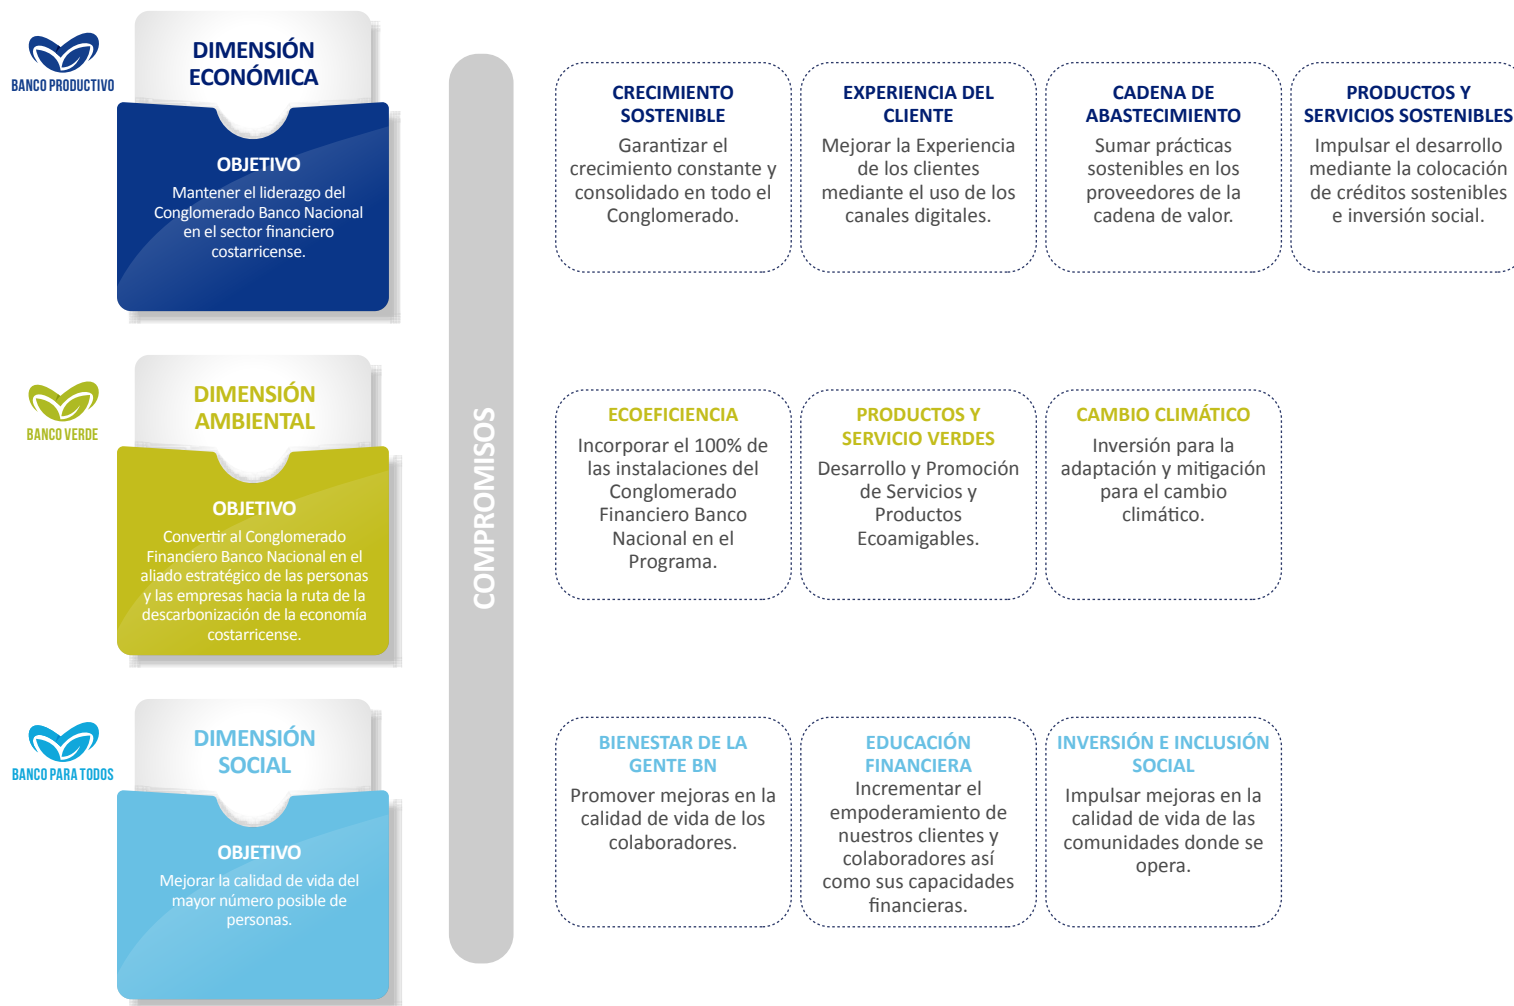 BANCO PRODUCTIVO
DIMENSIÓN
ECONÓMICA
OBJETIVO
Mantener el liderazgo del
Conglomerado Banco Nacional
en el sector financiero
costarricense.
BANCO VERDE
DIMENSIÓN
AMBIENTAL
OBJETIVO
Convertir al Conglomerado
Financiero Banco Nacional en el
aliado estratégico de las personas
y las empresas hacia la ruta de la
descarbonización de la economía
costarricense.
BANCO PARA TODOS
DIMENSIÓN
SOCIAL
OBJETIVO
Mejorar la calidad de vida del
mayor número posible de
personas.
COMPROMISOS
CRECIMIENTO
SOSTENIBLE
Garantizar el
crecimiento constante y
consolidado en todo el
Conglomerado.
EXPERIENCIA DEL
CLIENTE
Mejorar la Experiencia
de los clientes
mediante el uso de los
canales digitales.
CADENA DE
ABASTECIMIENTO
Sumar prácticas
sostenibles en los
proveedores de la
cadena de valor.
PRODUCTOS Y
SERVICIOS SOSTENIBLES
Impulsar el desarrollo
mediante la colocación
de créditos sostenibles
e inversión social.
ECOEFICIENCIA
Incorporar el 100% de
las instalaciones del
Conglomerado
Financiero Banco
Nacional en el
Programa.
PRODUCTOS Y
SERVICIO VERDES
Desarrollo y Promoción
de Servicios y
Productos
Ecoamigables.
CAMBIO CLIMÁTICO
Inversión para la
adaptación y mitigación
para el cambio
climático.
BIENESTAR DE LA
GENTE BN
Promover mejoras en la
calidad de vida de los
colaboradores.
EDUCACIÓN
FINANCIERA
Incrementar el
empoderamiento de
nuestros clientes y
colaboradores así
como sus capacidades
financieras.
INVERSIÓN E INCLUSIÓN
SOCIAL
Impulsar mejoras en la
calidad de vida de las
comunidades donde se
opera.